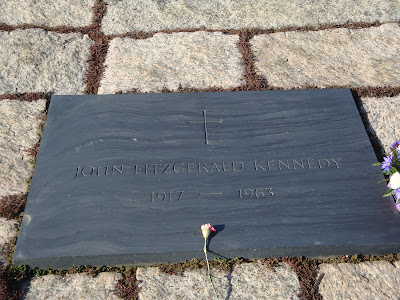 JOHN FITZGERALD KENNEDY
1917 — 1963